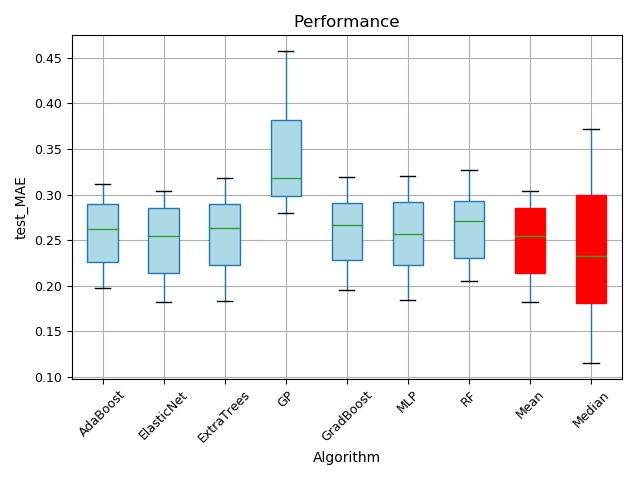 Performance
test_MAE
0.45
0.40
0.35
0.30
0.25
0.20
0.15
0.10
AdaBoost
ElasticNet
ExtraTrees
GP
GradBoost
MLP
RF
Mean
Median
Algorithm